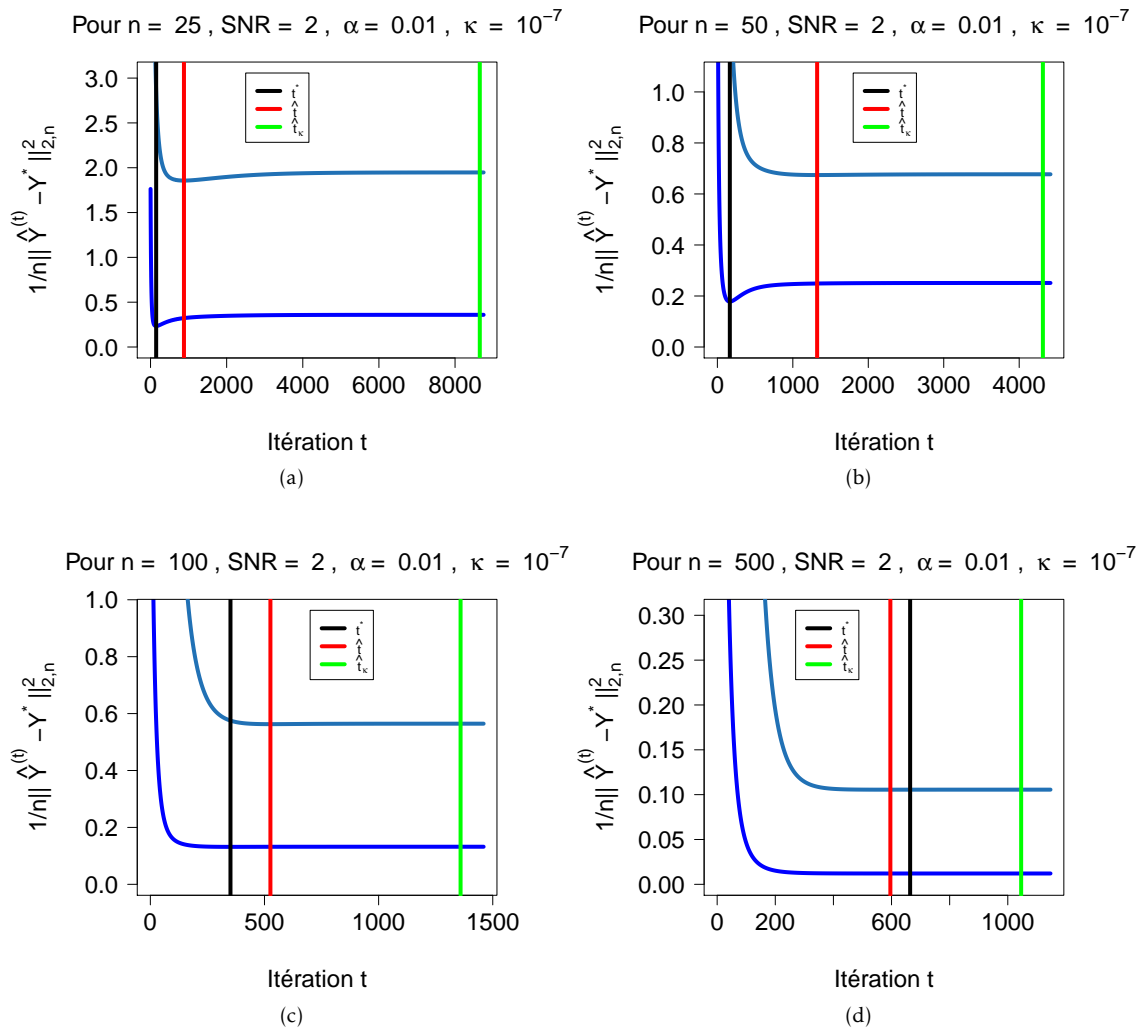 Pour n = 25 , SNR = 2 , α = 0.01 , κ = 10⁻⁷
1/n|| Ŷ⁽ᵗ⁾ −Y* ||²₂,ₙ
3.0
2.5
2.0
1.5
1.0
0.5
0.0
t*
t̂
t̂κ
0 2000 4000 6000 8000
Itération t
(a)
Pour n = 50 , SNR = 2 , α = 0.01 , κ = 10⁻⁷
1/n|| Ŷ⁽ᵗ⁾ −Y* ||²₂,ₙ
1.0
0.8
0.6
0.4
0.2
0.0
t*
t̂
t̂κ
0 1000 2000 3000 4000
Itération t
(b)
Pour n = 100 , SNR = 2 , α = 0.01 , κ = 10⁻⁷
1/n|| Ŷ⁽ᵗ⁾ −Y* ||²₂,ₙ
1.0
0.8
0.6
0.4
0.2
0.0
t*
t̂
t̂κ
0 500 1000 1500
Itération t
(c)
Pour n = 500 , SNR = 2 , α = 0.01 , κ = 10⁻⁷
1/n|| Ŷ⁽ᵗ⁾ −Y* ||²₂,ₙ
0.30
0.25
0.20
0.15
0.10
0.05
0.00
t*
t̂
t̂κ
0 200 600 1000
Itération t
(d)